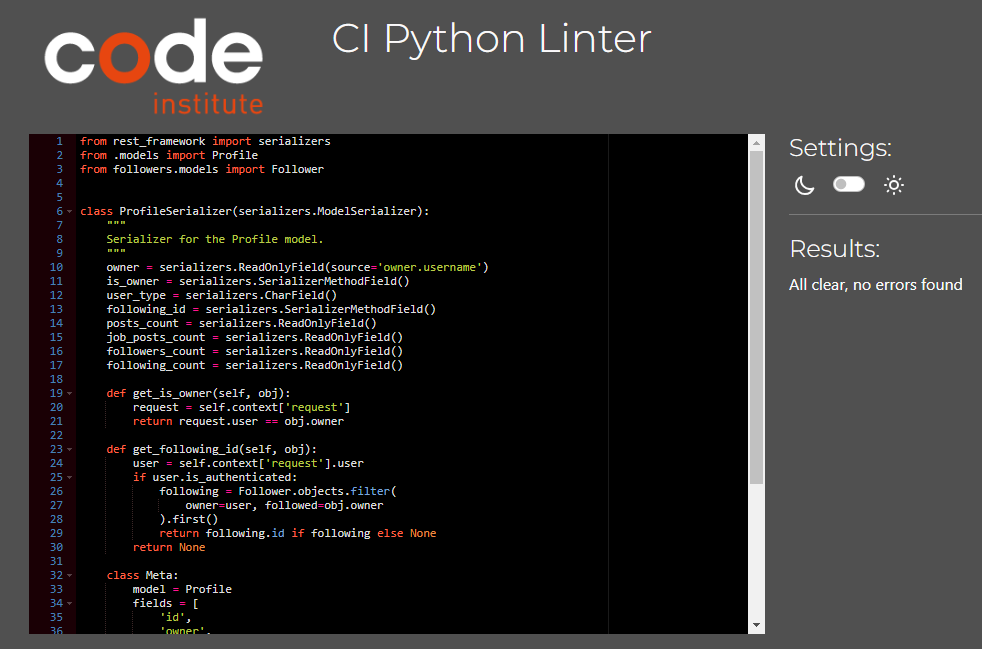 code
institute
CI Python Linter
1 from rest_framework import serializers
2 from .models import Profile
3 from followers.models import Follower
4
5
6 class ProfileSerializer(serializers.ModelSerializer):
7     """
8     Serializer for the Profile model.
9     """
10     owner = serializers.ReadOnlyField(source='owner.username')
11     is_owner = serializers.SerializerMethodField()
12     user_type = serializers.CharField()
13     following_id = serializers.SerializerMethodField()
14     posts_count = serializers.ReadOnlyField()
15     job_posts_count = serializers.ReadOnlyField()
16     followers_count = serializers.ReadOnlyField()
17     following_count = serializers.ReadOnlyField()
18
19     def get_is_owner(self, obj):
20         request = self.context['request']
21         return request.user == obj.owner
22
23     def get_following_id(self, obj):
24         user = self.context['request'].user
25         if user.is_authenticated:
26             following = Follower.objects.filter(
27                 owner=user, followed=obj.owner
28             ).first()
29             return following.id if following else None
30         return None
31
32     class Meta:
33         model = Profile
34         fields = [
35             'id',
36             'owner',
Settings:
Results:
All clear, no errors found